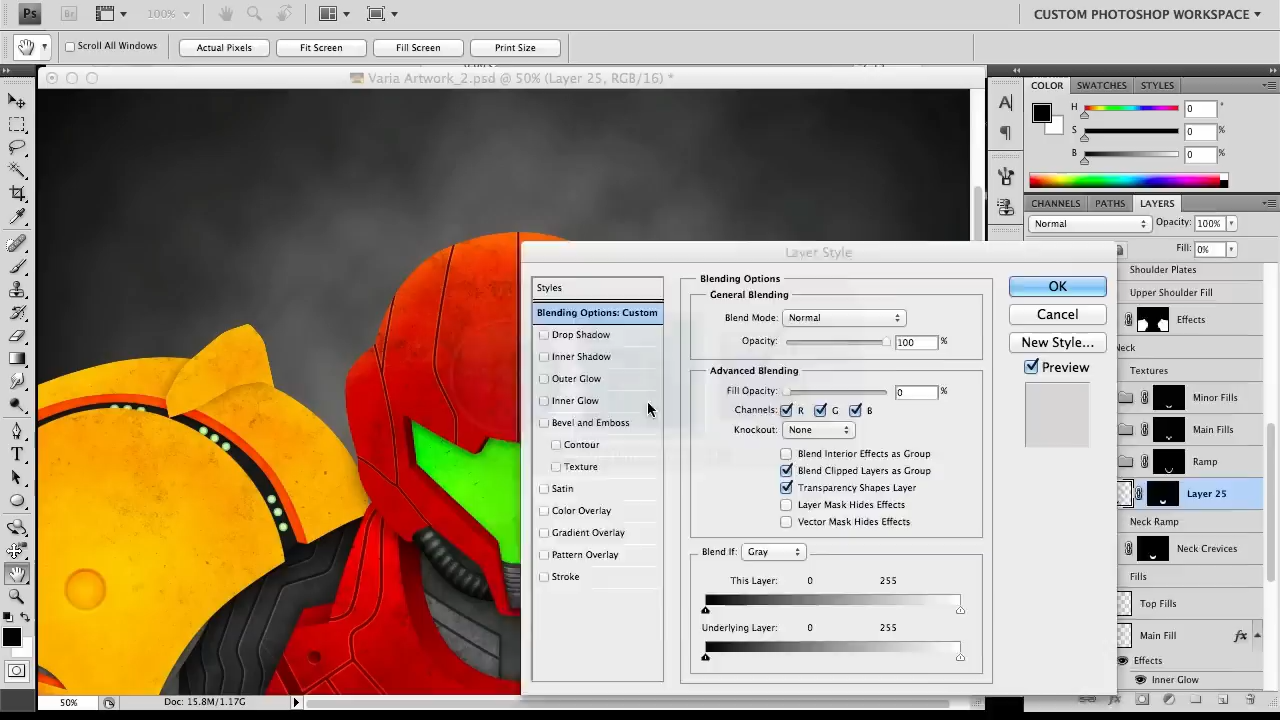 Ps Br 100% CUSTOM PHOTOSHOP WORKSPACE
Scroll All Windows Actual Pixels Fit Screen Fill Screen Print Size
Varia Artwork_2.psd @ 50% (Layer 25, RGB/16) *
COLOR SWATCHES STYLES
H 0 °
S 0 %
B 0 %
CHANNELS PATHS LAYERS
Normal Opacity: 100%
Fill: 0%
Shoulder Plates
Upper Shoulder Fill
Effects
Neck
Textures
Minor Fills
Main Fills
Ramp
Layer 25
Neck Ramp
Neck Crevices
Fills
Top Fills
Main Fill fx
Effects
Inner Glow
Layer Style
Styles
Blending Options: Custom
Drop Shadow
Inner Shadow
Outer Glow
Inner Glow
Bevel and Emboss
Contour
Texture
Satin
Color Overlay
Gradient Overlay
Pattern Overlay
Stroke
Blending Options
General Blending
Blend Mode: Normal
Opacity: 100 %
Advanced Blending
Fill Opacity: 0 %
Channels: R G B
Knockout: None
Blend Interior Effects as Group
Blend Clipped Layers as Group
Transparency Shapes Layer
Layer Mask Hides Effects
Vector Mask Hides Effects
Blend If: Gray
This Layer: 0 255
Underlying Layer: 0 255
OK
Cancel
New Style...
Preview
50% Doc: 15.8M/1.17G